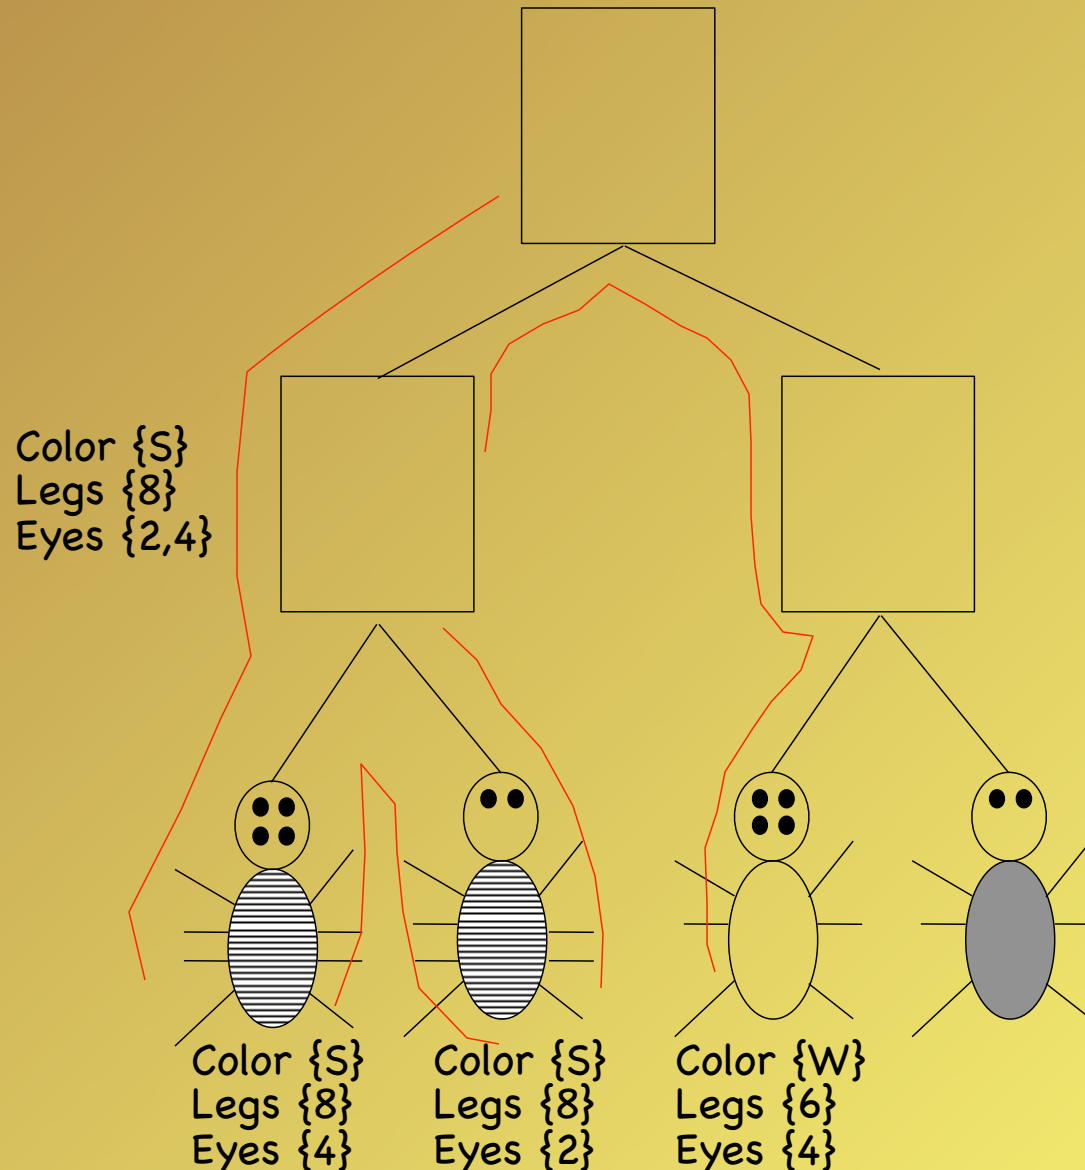 Color {S}
Legs {8}
Eyes {2,4}
Color {S}
Legs {8}
Eyes {4}
Color {S}
Legs {8}
Eyes {2}
Color {W}
Legs {6}
Eyes {4}